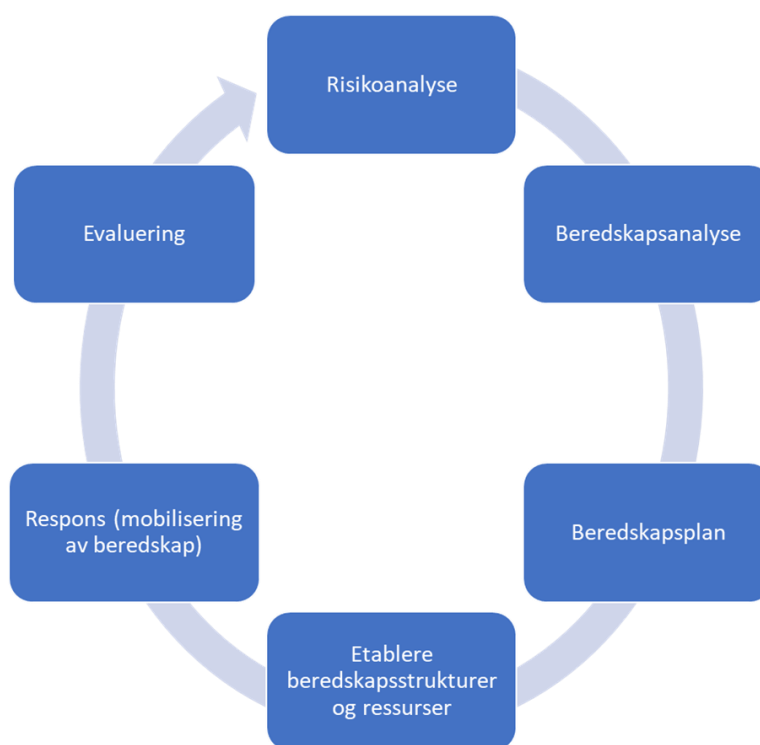 Risikoanalyse
Beredskapsanalyse
Beredskapsplan
Etablere
beredskapsstrukturer
og ressurser
Respons (mobilisering
av beredskap)
Evaluering